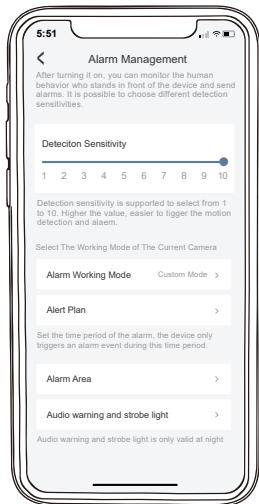 5:51
Alarm Management
After turning it on, you can monitor the human
behavior who stands in front of the device and send
alarms. It is possible to choose different detection
sensitivities.
Deteciton Sensitivity
1 2 3 4 5 6 7 8 9 10
Detection sensitivity is supported to select from 1
to 10. Higher the value, easier to tigger the motion
detection and alaem.
Select The Working Mode of The Current Camera
Alarm Working Mode Custom Mode >
Alert Plan >
Set the time period of the alarm, the device only
triggers an alarm event during this time period.
Alarm Area >
Audio warning and strobe light >
Audio warning and strobe light is only valid at night